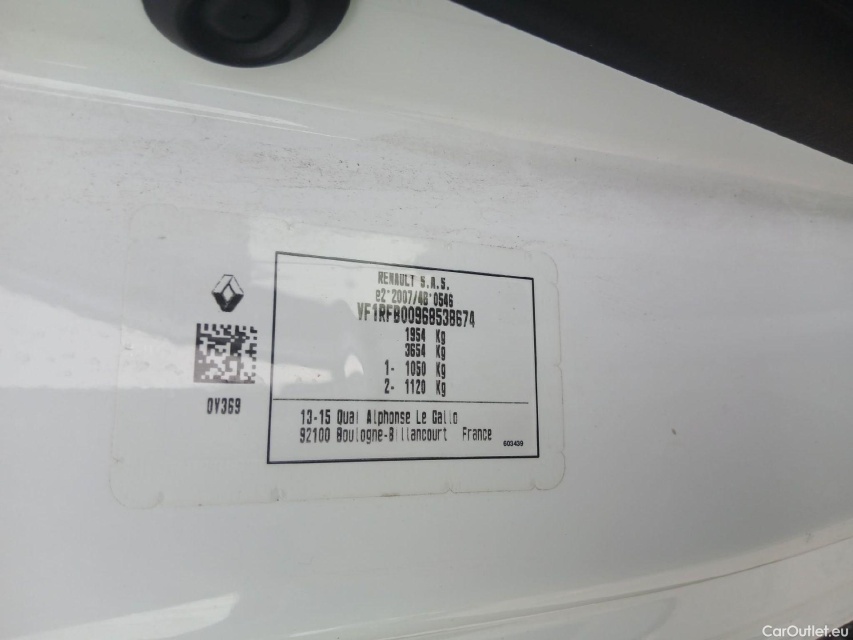 RENAULT S.A.S.
e2*2007/46*0546
VF1RFB00968538674
1954 Kg
3654 Kg
1- 1050 Kg
2- 1120 Kg
0V369
13-15 Quai Alphonse Le Gallo
92100 Boulogne-Billancourt France
603439
CarOutlet.eu